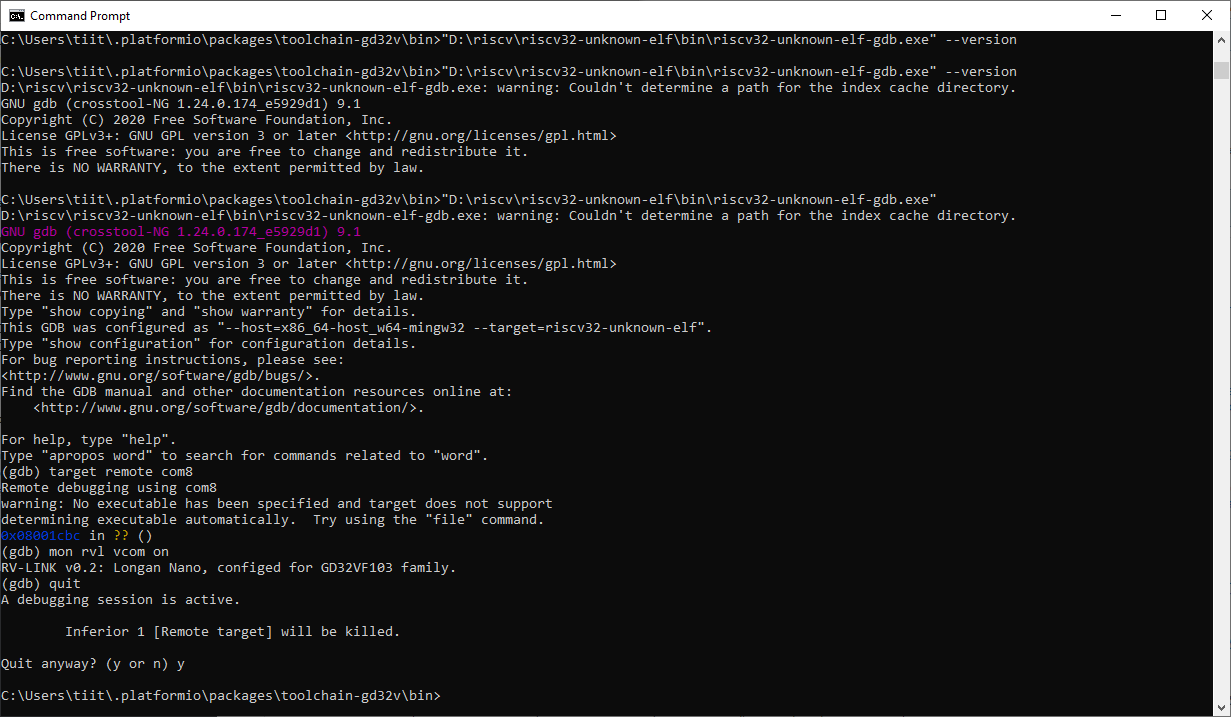 Command Prompt
C:\Users\tiit\.platformio\packages\toolchain-gd32v\bin>"D:\riscv\riscv32-unknown-elf\bin\riscv32-unknown-elf-gdb.exe" --version
C:\Users\tiit\.platformio\packages\toolchain-gd32v\bin>"D:\riscv\riscv32-unknown-elf\bin\riscv32-unknown-elf-gdb.exe" --version
D:\riscv\riscv32-unknown-elf\bin\riscv32-unknown-elf-gdb.exe: warning: Couldn't determine a path for the index cache directory.
GNU gdb (crosstool-NG 1.24.0.174_e5929d1) 9.1
Copyright (C) 2020 Free Software Foundation, Inc.
License GPLv3+: GNU GPL version 3 or later <http://gnu.org/licenses/gpl.html>
This is free software: you are free to change and redistribute it.
There is NO WARRANTY, to the extent permitted by law.
C:\Users\tiit\.platformio\packages\toolchain-gd32v\bin>"D:\riscv\riscv32-unknown-elf\bin\riscv32-unknown-elf-gdb.exe"
D:\riscv\riscv32-unknown-elf\bin\riscv32-unknown-elf-gdb.exe: warning: Couldn't determine a path for the index cache directory.
GNU gdb (crosstool-NG 1.24.0.174_e5929d1) 9.1
Copyright (C) 2020 Free Software Foundation, Inc.
License GPLv3+: GNU GPL version 3 or later <http://gnu.org/licenses/gpl.html>
This is free software: you are free to change and redistribute it.
There is NO WARRANTY, to the extent permitted by law.
Type "show copying" and "show warranty" for details.
This GDB was configured as "--host=x86_64-host_w64-mingw32 --target=riscv32-unknown-elf".
Type "show configuration" for configuration details.
For bug reporting instructions, please see:
<http://www.gnu.org/software/gdb/bugs/>.
Find the GDB manual and other documentation resources online at:
    <http://www.gnu.org/software/gdb/documentation/>.
For help, type "help".
Type "apropos word" to search for commands related to "word".
(gdb) target remote com8
Remote debugging using com8
warning: No executable has been specified and target does not support
determining executable automatically.  Try using the "file" command.
0x08001cbc in ?? ()
(gdb) mon rvl vcom on
RV-LINK v0.2: Longan Nano, configed for GD32VF103 family.
(gdb) quit
A debugging session is active.
        Inferior 1 [Remote target] will be killed.
Quit anyway? (y or n) y
C:\Users\tiit\.platformio\packages\toolchain-gd32v\bin>